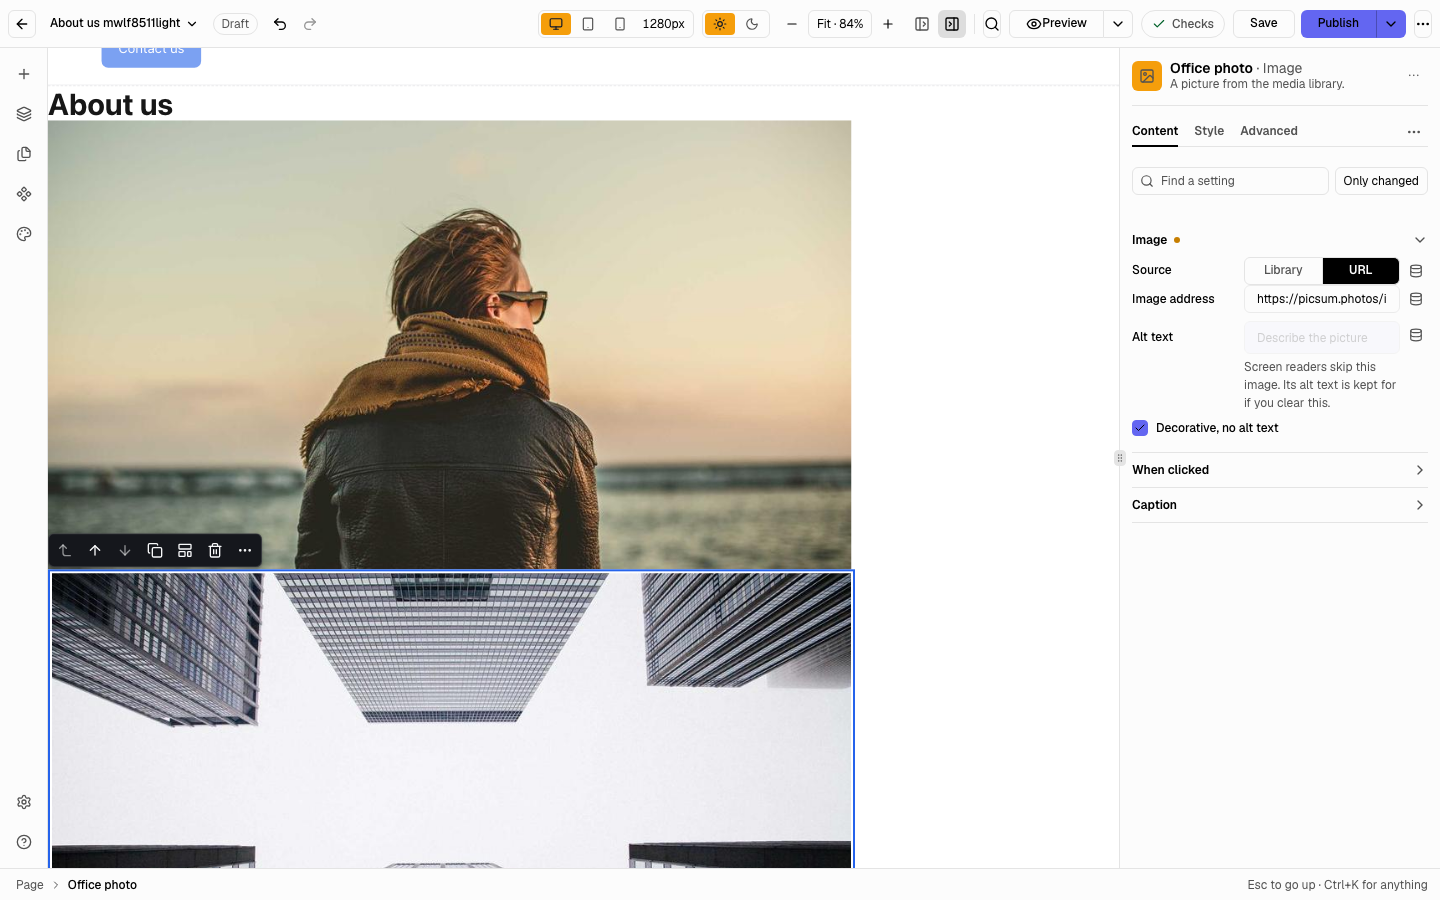 About us mwlf8511light
Draft
1280px
Fit · 84%
Preview
Checks
Save
Publish
Contact us
About us
Office photo · Image
A picture from the media library.
Content
Style
Advanced
Find a setting
Only changed
Image
Source
Library
URL
Image address
https://picsum.photos/i
Alt text
Describe the picture
Screen readers skip this
image. Its alt text is kept for
if you clear this.
Decorative, no alt text
When clicked
Caption
Page
Office photo
Esc to go up · Ctrl+K for anything